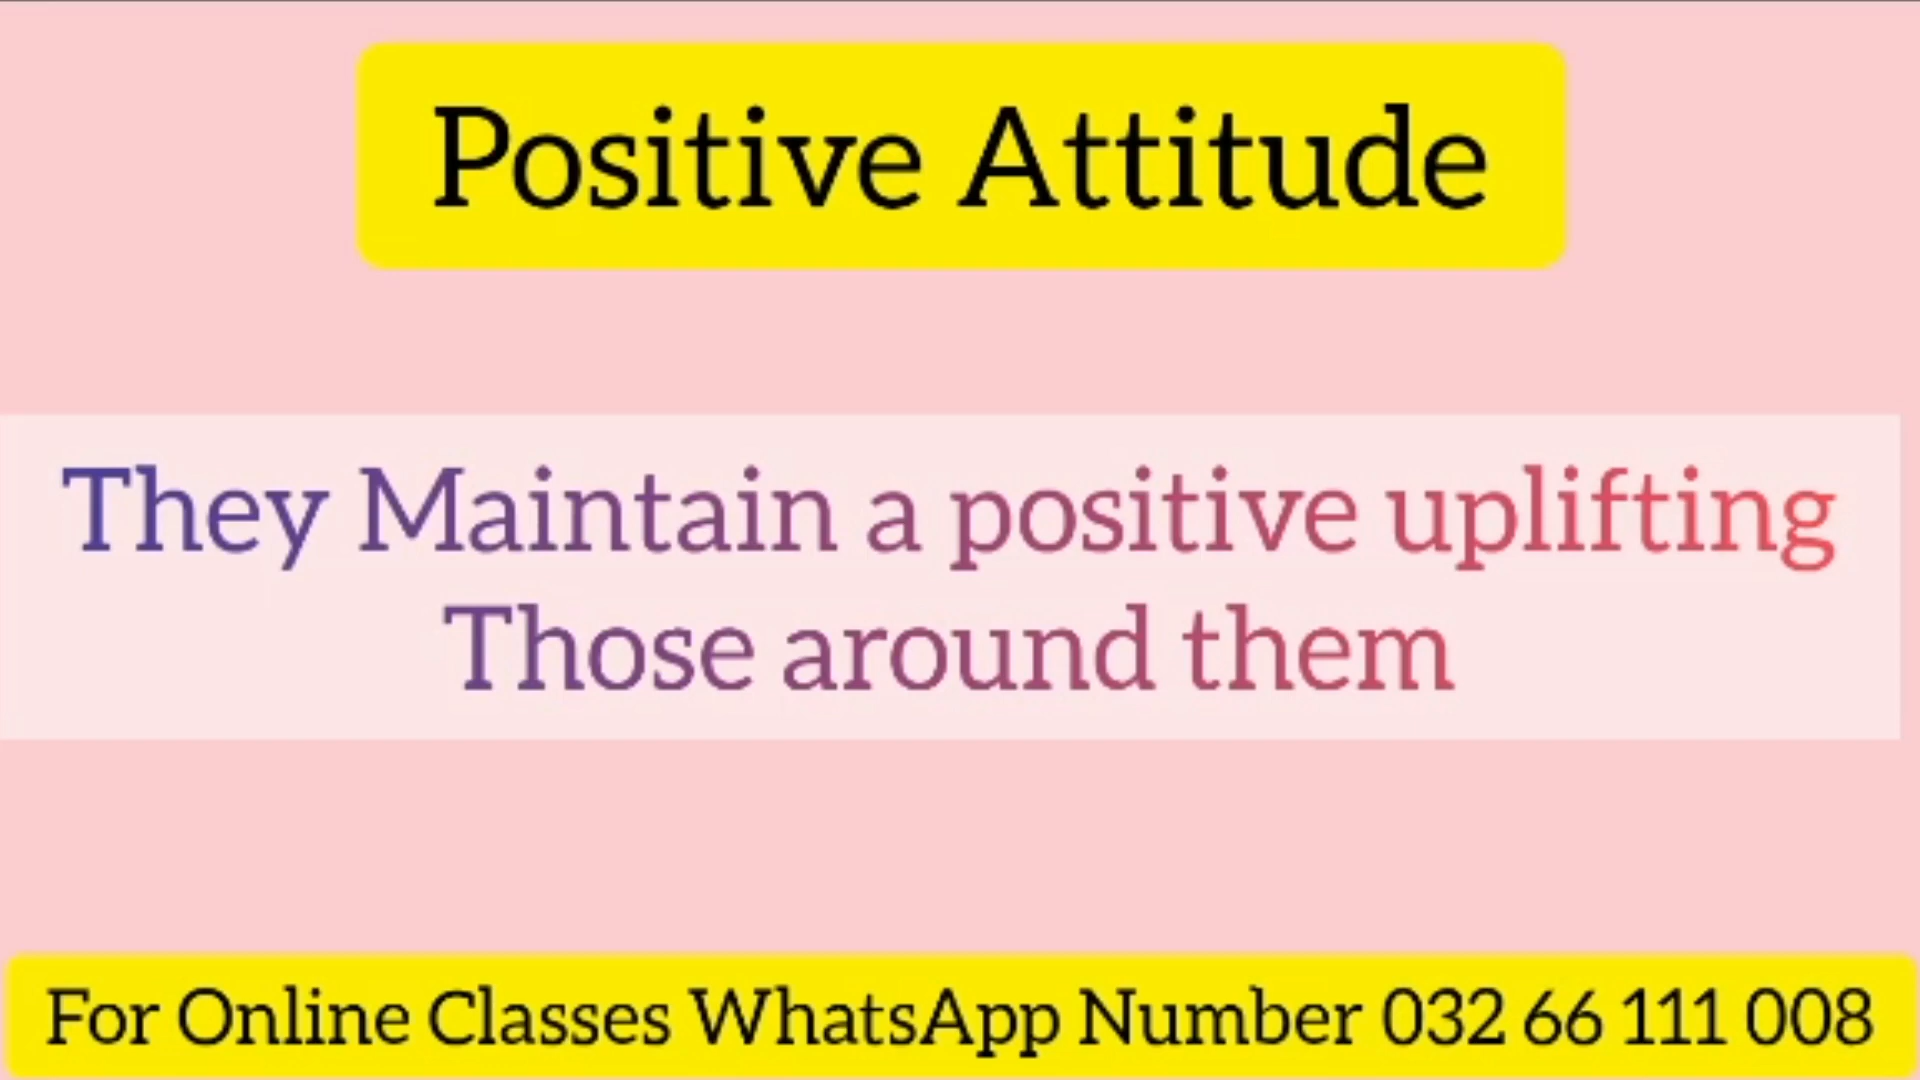 Positive Attitude
They Maintain a positive uplifting
Those around them
For Online Classes WhatsApp Number 032 66 111 008